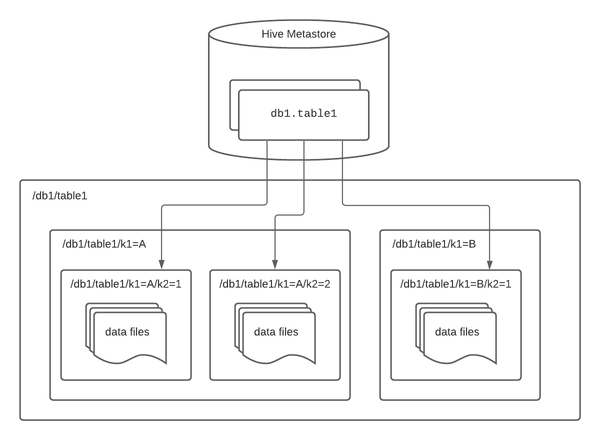 Hive Metastore
db1.table1
/db1/table1
/db1/table1/k1=A
/db1/table1/k1=B
/db1/table1/k1=A/k2=1
/db1/table1/k1=A/k2=2
/db1/table1/k1=B/k2=1
data files
data files
data files